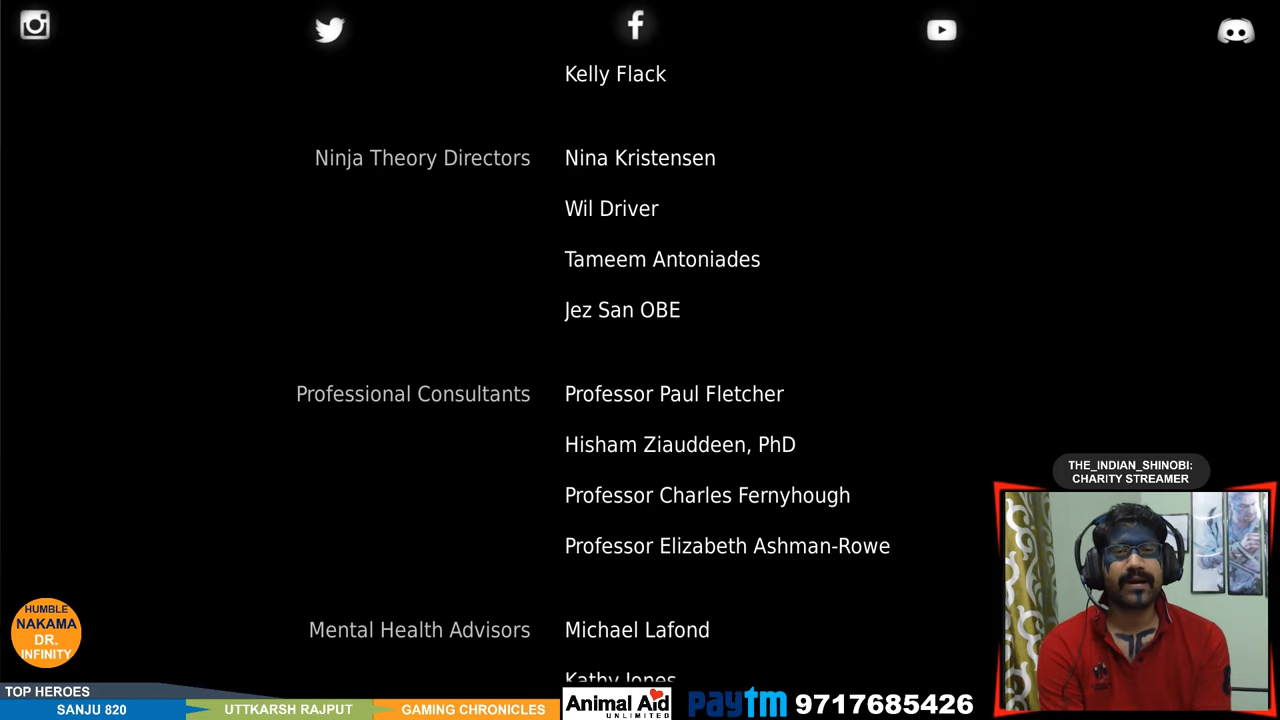 Kelly Flack
Ninja Theory Directors Nina Kristensen
Wil Driver
Tameem Antoniades
Jez San OBE
Professional Consultants Professor Paul Fletcher
Hisham Ziauddeen, PhD
Professor Charles Fernyhough
Professor Elizabeth Ashman-Rowe
Mental Health Advisors Michael Lafond
Kathy Jones
THE_INDIAN_SHINOBI:
CHARITY STREAMER
HUMBLE
NAKAMA
DR.
INFINITY
TOP HEROES
SANJU 820 UTTKARSH RAJPUT GAMING CHRONICLES
Animal Aid
UNLIMITED
paytm 9717685426